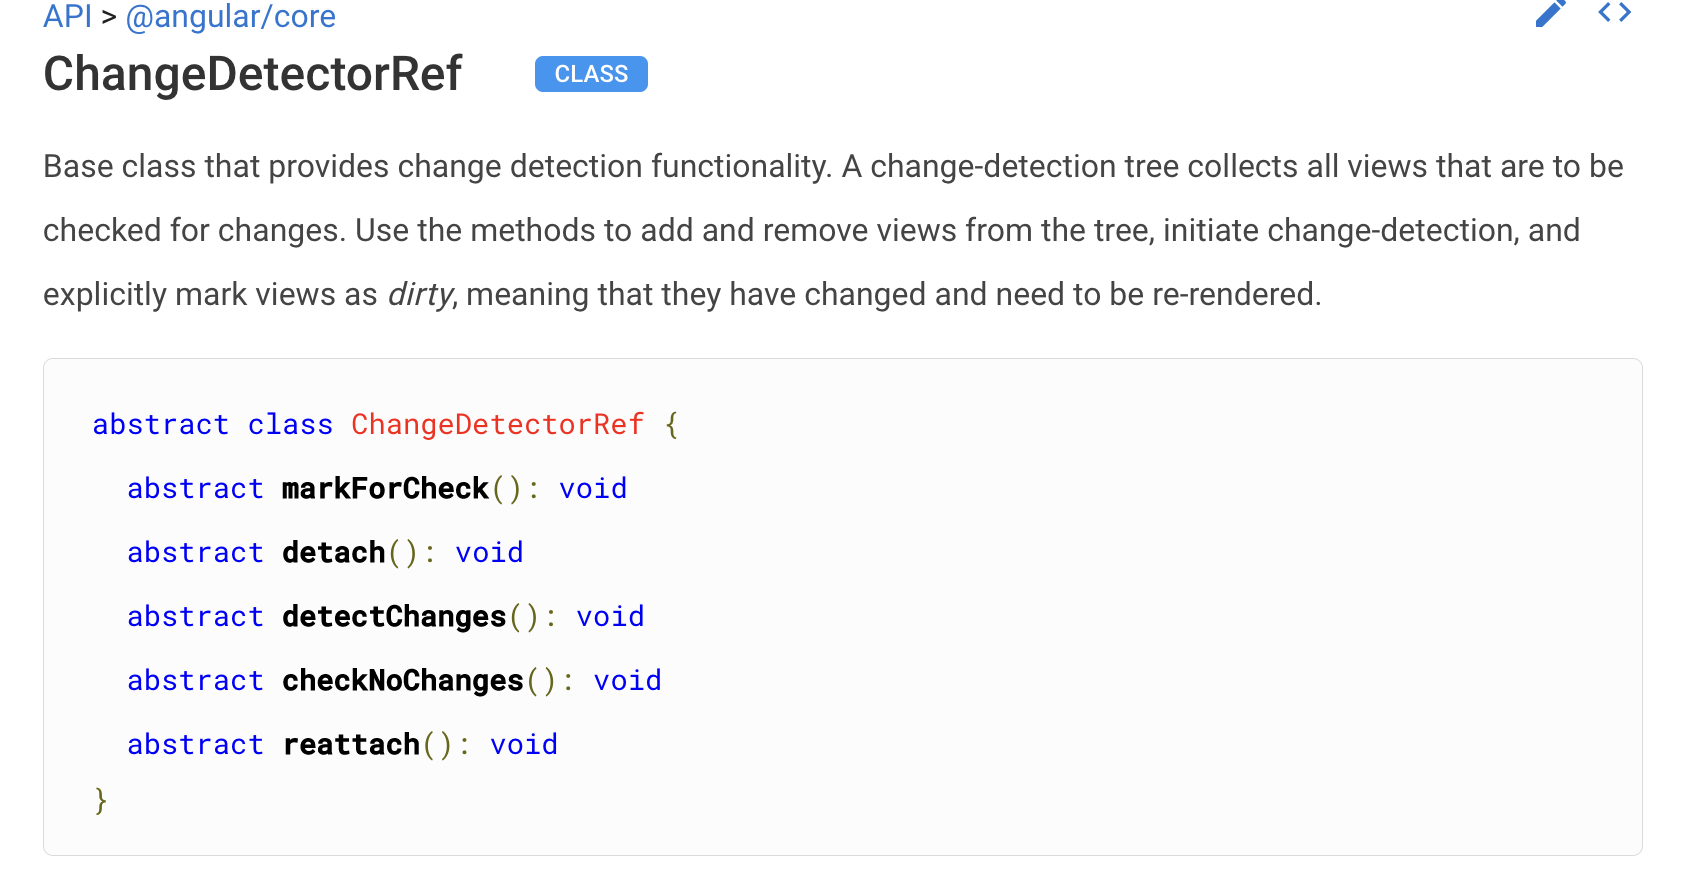 API > @angular/core
ChangeDetectorRef CLASS
Base class that provides change detection functionality. A change-detection tree collects all views that are to be
checked for changes. Use the methods to add and remove views from the tree, initiate change-detection, and
explicitly mark views as dirty, meaning that they have changed and need to be re-rendered.
abstract class ChangeDetectorRef {
  abstract markForCheck(): void
  abstract detach(): void
  abstract detectChanges(): void
  abstract checkNoChanges(): void
  abstract reattach(): void
}